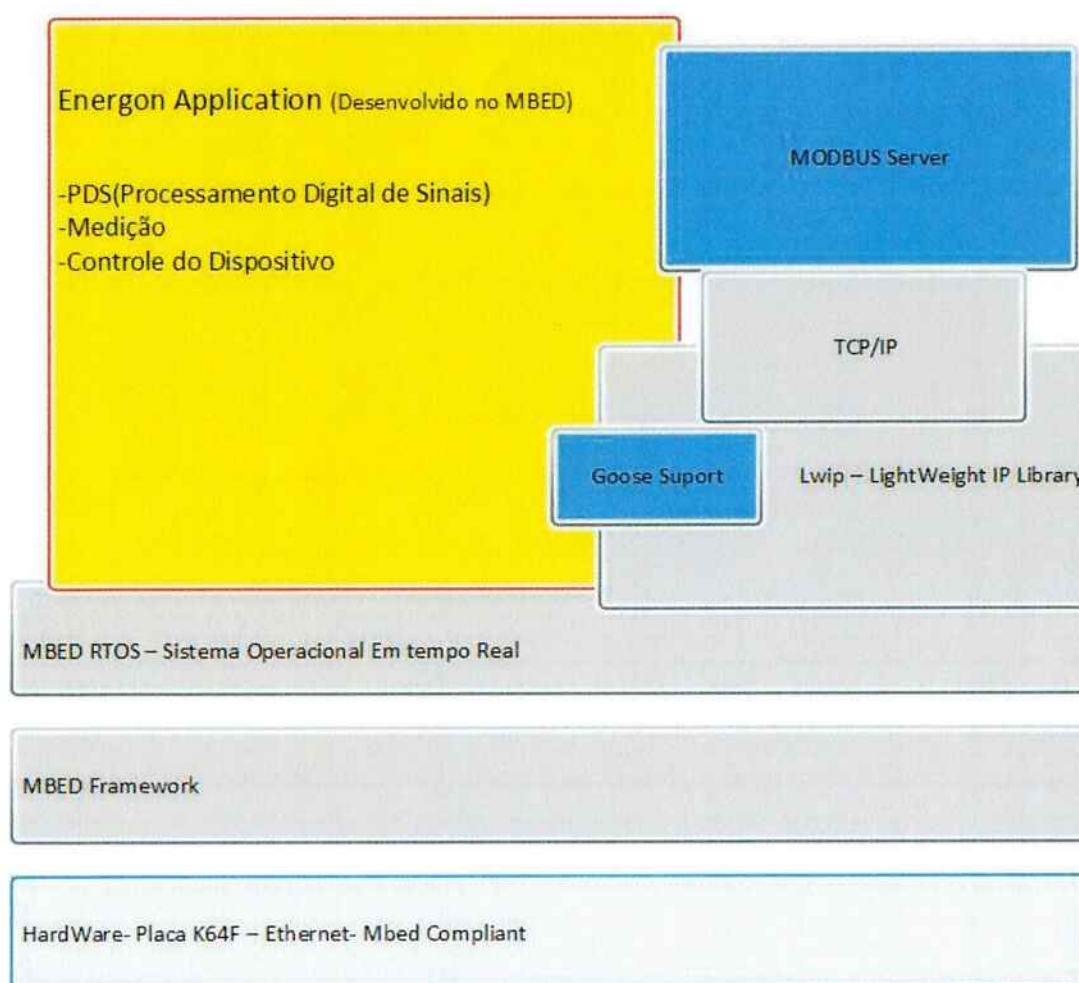 Energon Application (Desenvolvido no MBED)
-PDS(Processamento Digital de Sinais)
-Medição
-Controle do Dispositivo
MODBUS Server
TCP/IP
Goose Suport
Lwip – LightWeight IP Library
MBED RTOS – Sistema Operacional Em tempo Real
MBED Framework
HardWare- Placa K64F – Ethernet- Mbed Compliant